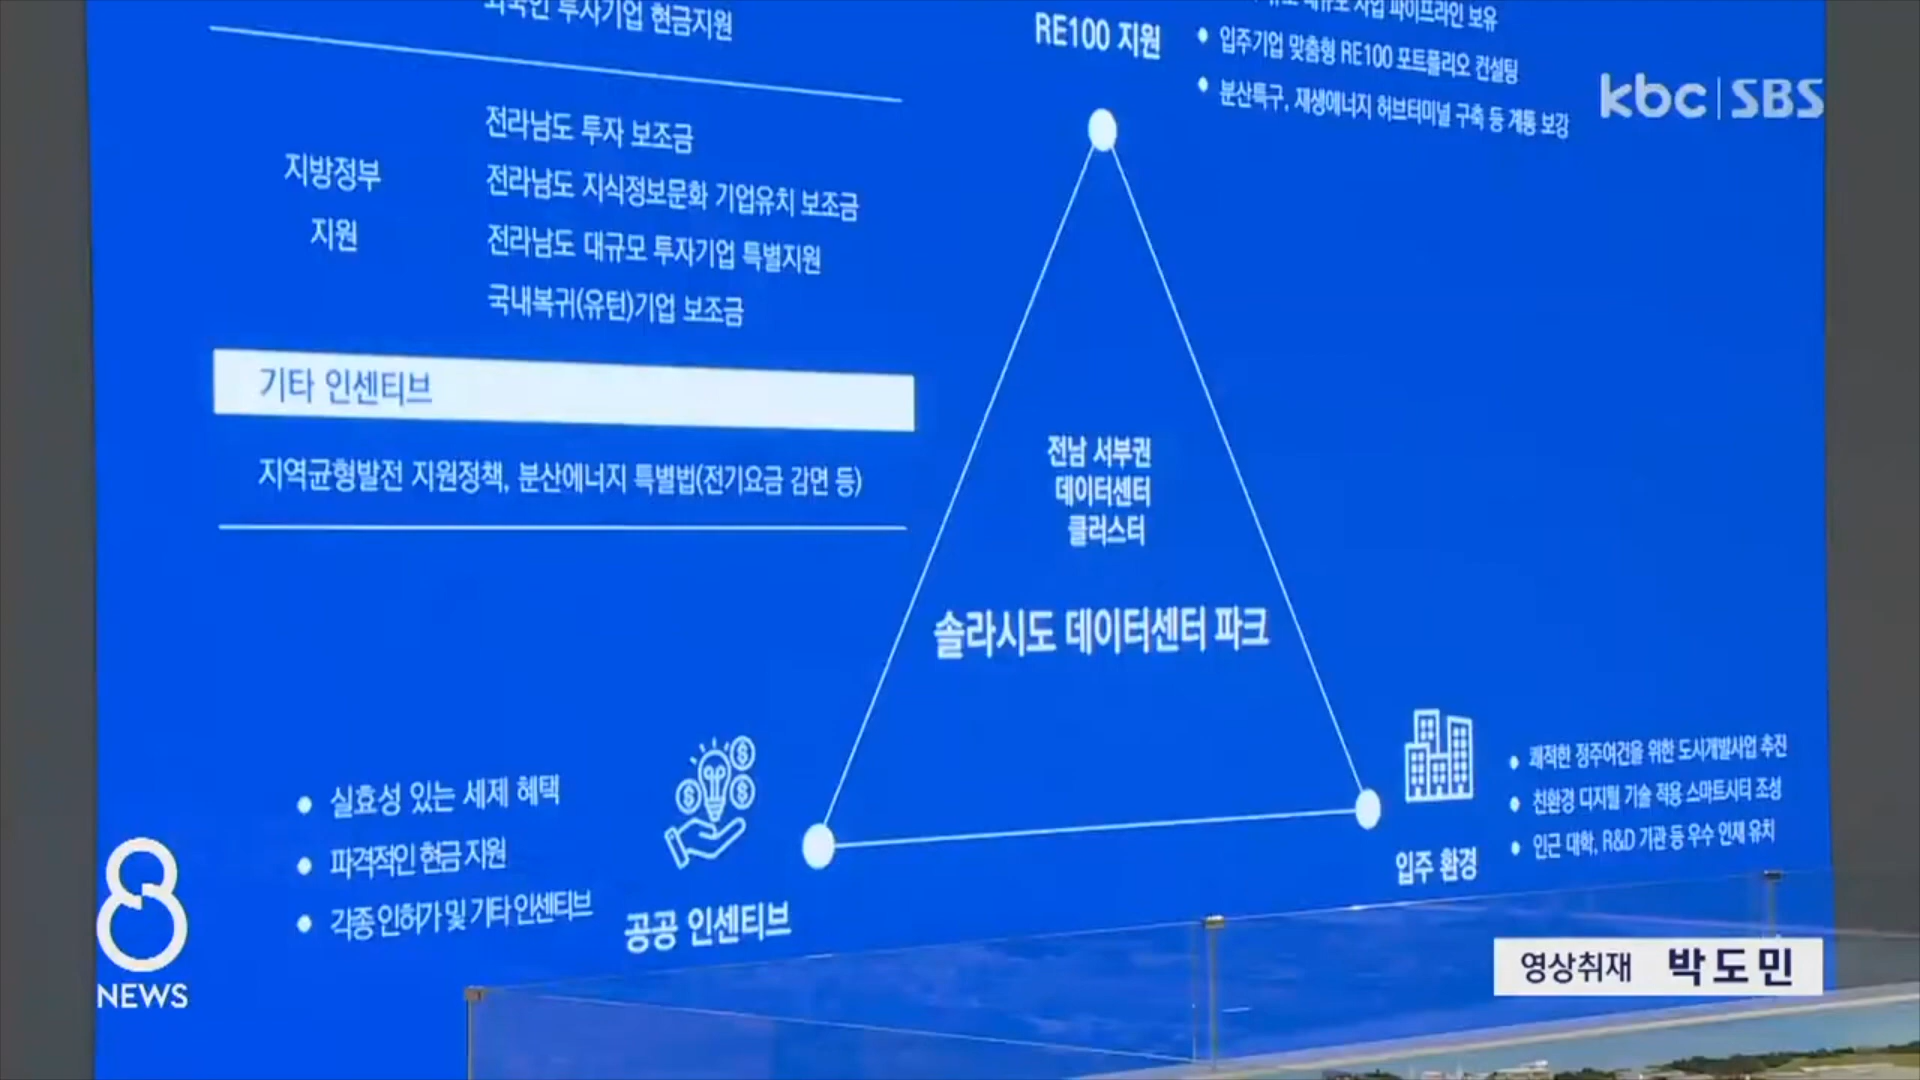 외국인 투자기업 현금지원
지방정부
지원
전라남도 투자 보조금
전라남도 지식정보문화 기업유치 보조금
전라남도 대규모 투자기업 특별지원
국내복귀(유턴)기업 보조금
기타 인센티브
지역균형발전 지원정책, 분산에너지 특별법(전기요금 감면 등)
RE100 지원
대규모 사업 파이프라인 보유
• 입주기업 맞춤형 RE100 포트폴리오 컨설팅
• 분산특구, 재생에너지 허브터미널 구축 등 계통 보강
kbc | SBS
전남 서부권
데이터센터
클러스터
솔라시도 데이터센터 파크
• 실효성 있는 세제 혜택
• 파격적인 현금 지원
• 각종 인허가 및 기타 인센티브
공공 인센티브
입주 환경
• 쾌적한 정주여건을 위한 도시개발사업 추진
• 친환경 디지털 기술 적용 스마트시티 조성
• 인근 대학, R&D 기관 등 우수 인재 유치
8
NEWS
영상취재 박도민